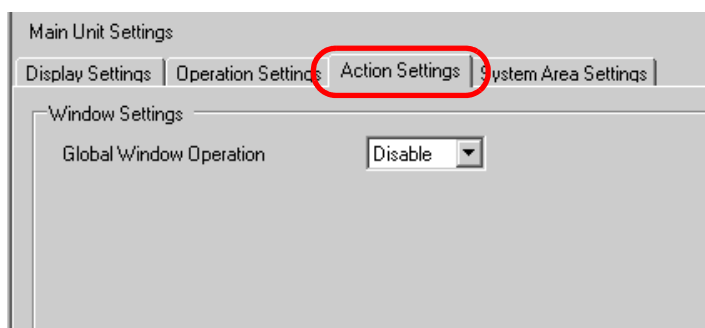 Main Unit Settings
Display Settings Operation Settings Action Settings System Area Settings
Window Settings
Global Window Operation Disable